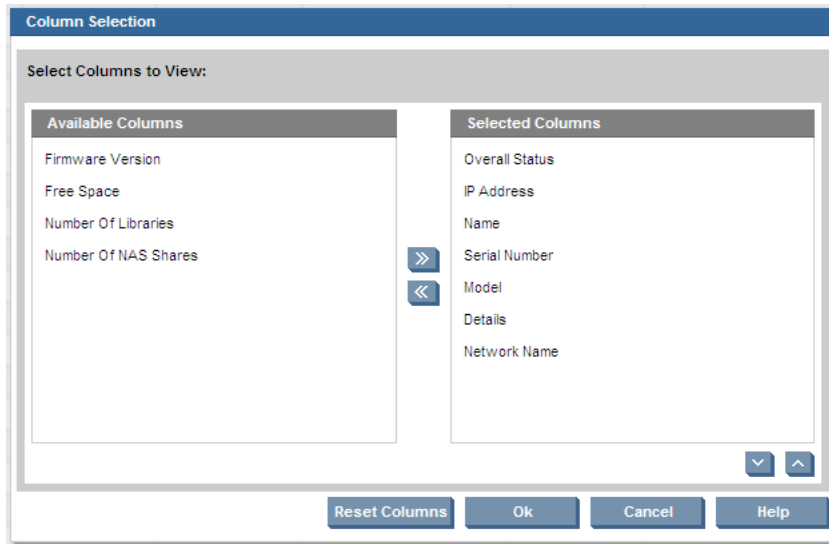 Column Selection
Select Columns to View:
Available Columns
Firmware Version
Free Space
Number Of Libraries
Number Of NAS Shares
Selected Columns
Overall Status
IP Address
Name
Serial Number
Model
Details
Network Name
Reset Columns
Ok
Cancel
Help